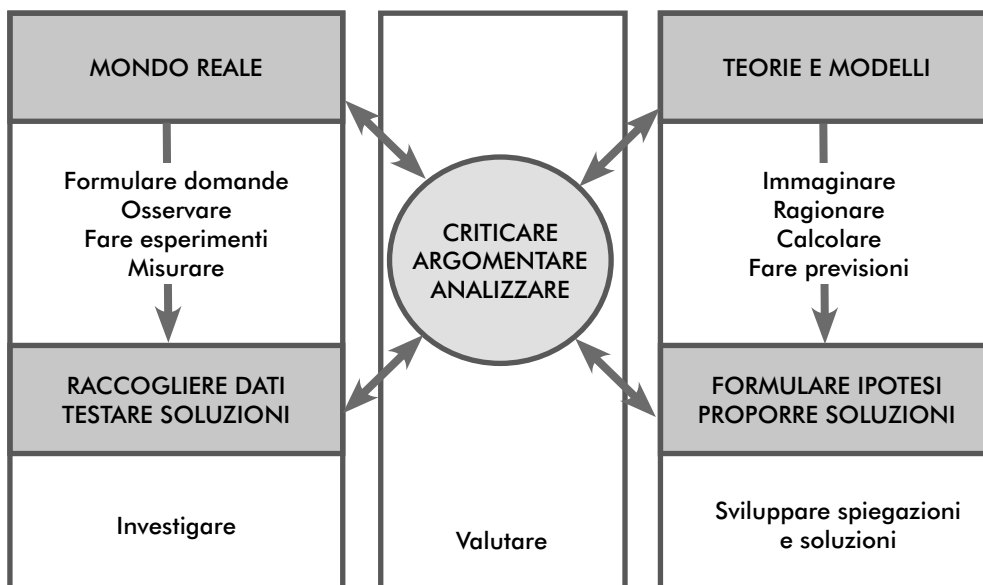 MONDO REALE
Formulare domande
Osservare
Fare esperimenti
Misurare
RACCOGLIERE DATI
TESTARE SOLUZIONI
Investigare
CRITICARE
ARGOMENTARE
ANALIZZARE
Valutare
TEORIE E MODELLI
Immaginare
Ragionare
Calcolare
Fare previsioni
FORMULARE IPOTESI
PROPORRE SOLUZIONI
Sviluppare spiegazioni
e soluzioni